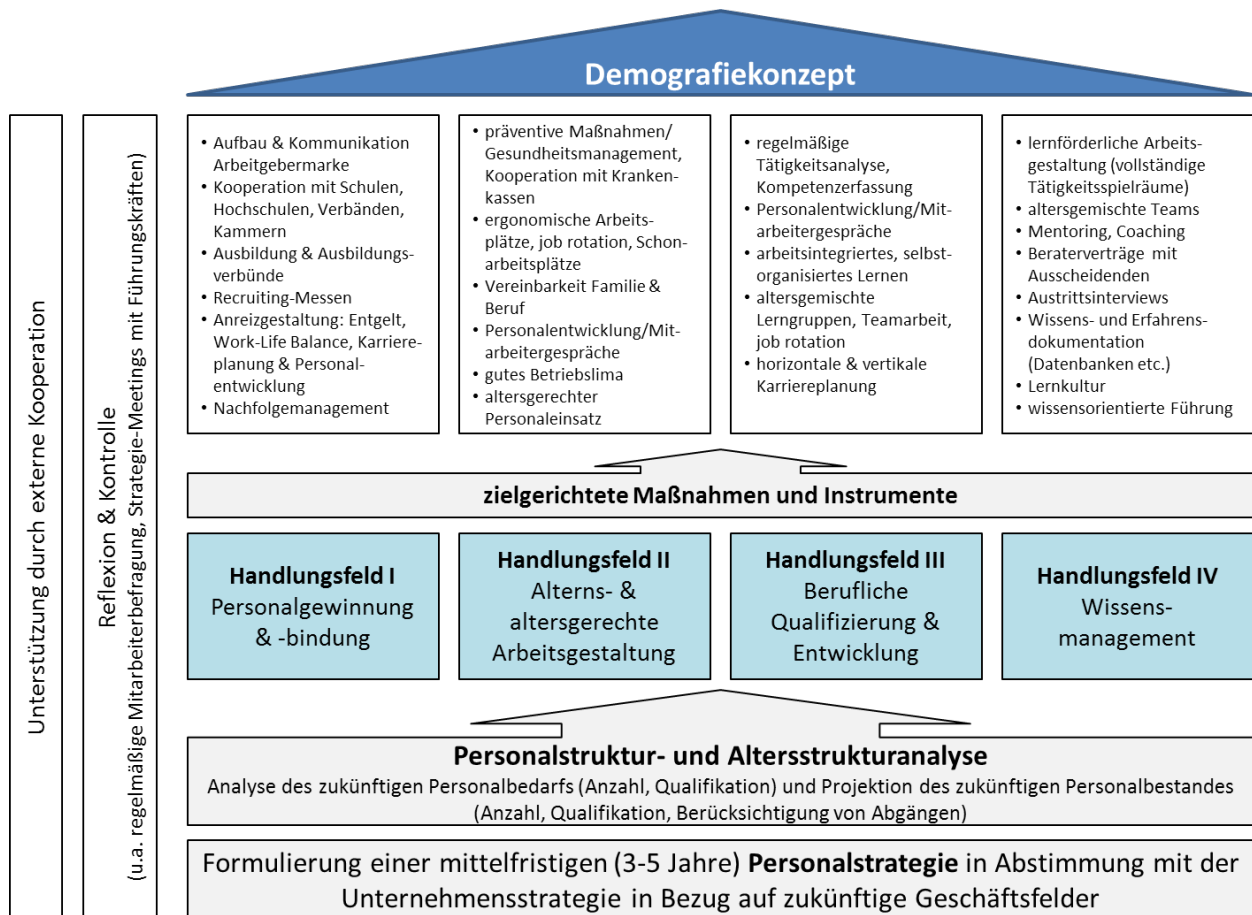 Demografiekonzept
Unterstützung durch externe Kooperation
Reflexion & Kontrolle
(u.a. regelmäßige Mitarbeiterbefragung, Strategie-Meetings mit Führungskräften)
• Aufbau & Kommunikation
Arbeitgebermarke
• Kooperation mit Schulen,
Hochschulen, Verbänden,
Kammern
• Ausbildung & Ausbildungs-
verbünde
• Recruiting-Messen
• Anreizgestaltung: Entgelt,
Work-Life Balance, Karriere-
planung & Personal-
entwicklung
• Nachfolgemanagement
• präventive Maßnahmen/
Gesundheitsmanagement,
Kooperation mit Kranken-
kassen
• ergonomische Arbeits-
plätze, job rotation, Schon-
arbeitsplätze
• Vereinbarkeit Familie &
Beruf
• Personalentwicklung/Mit-
arbeitergespräche
• gutes Betriebslima
• altersgerechter
Personaleinsatz
• regelmäßige
Tätigkeitsanalyse,
Kompetenzerfassung
• Personalentwicklung/Mit-
arbeitergespräche
• arbeitsintegriertes, selbst-
organisiertes Lernen
• altersgemischte
Lerngruppen, Teamarbeit,
job rotation
• horizontale & vertikale
Karriereplanung
• lernförderliche Arbeits-
gestaltung (vollständige
Tätigkeitsspielräume)
• altersgemischte Teams
• Mentoring, Coaching
• Beraterverträge mit
Ausscheidenden
• Austrittsinterviews
• Wissens- und Erfahrens-
dokumentation
(Datenbanken etc.)
• Lernkultur
• wissensorientierte Führung
zielgerichtete Maßnahmen und Instrumente
Handlungsfeld I
Personalgewinnung
& -bindung
Handlungsfeld II
Alterns- &
altersgerechte
Arbeitsgestaltung
Handlungsfeld III
Berufliche
Qualifizierung &
Entwicklung
Handlungsfeld IV
Wissens-
management
Personalstruktur- und Altersstrukturanalyse
Analyse des zukünftigen Personalbedarfs (Anzahl, Qualifikation) und Projektion des zukünftigen Personalbestandes
(Anzahl, Qualifikation, Berücksichtigung von Abgängen)
Formulierung einer mittelfristigen (3-5 Jahre) Personalstrategie in Abstimmung mit der
Unternehmensstrategie in Bezug auf zukünftige Geschäftsfelder